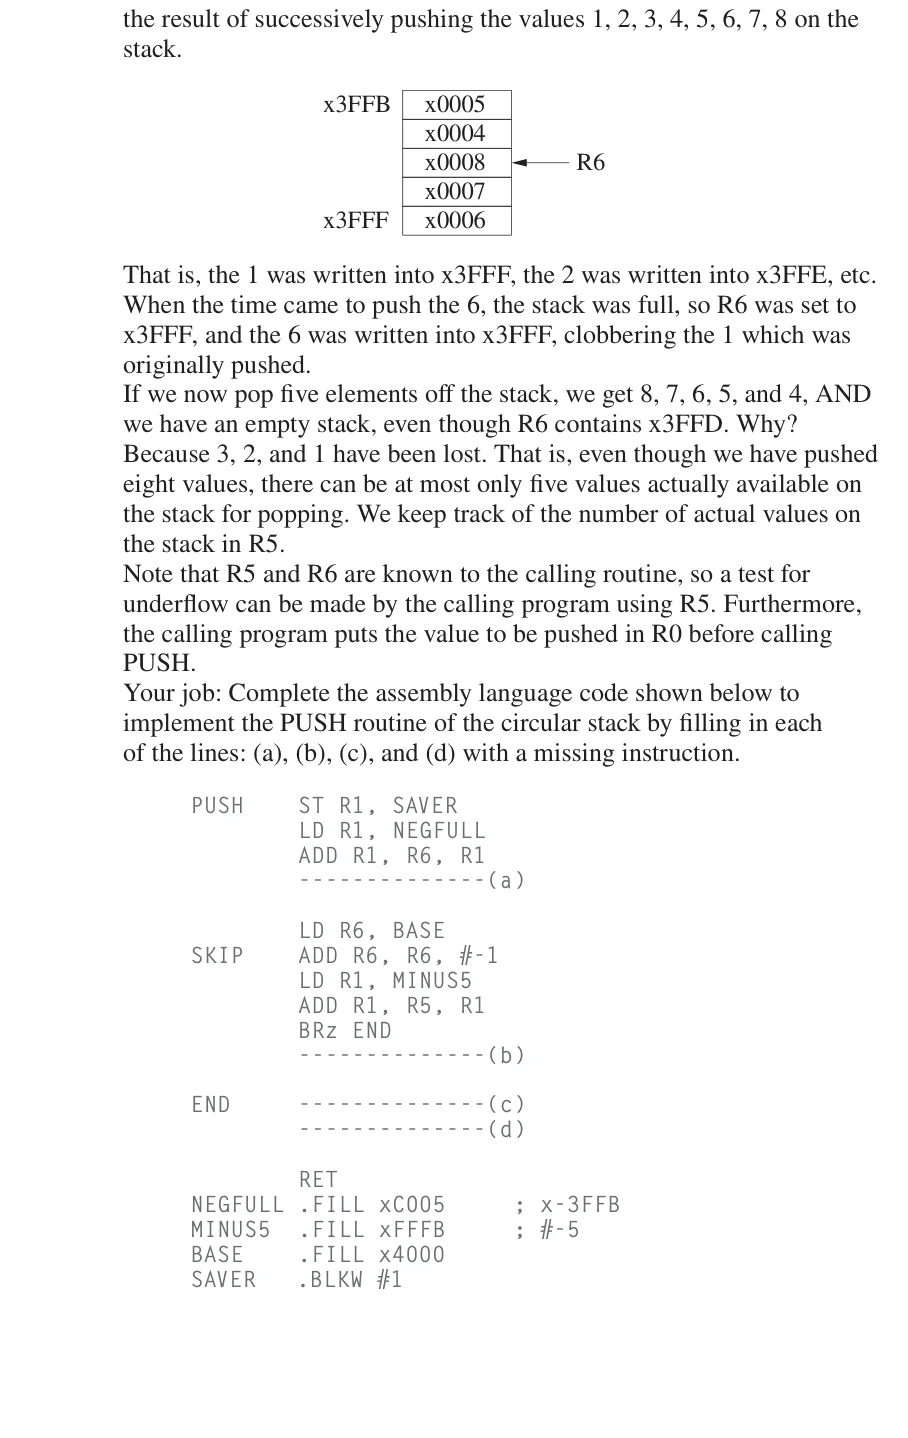 the result of successively pushing the values 1, 2, 3, 4, 5, 6, 7, 8 on the
stack.
x3FFB x0005
x0004
x0008 R6
x0007
x3FFF x0006
That is, the 1 was written into x3FFF, the 2 was written into x3FFE, etc.
When the time came to push the 6, the stack was full, so R6 was set to
x3FFF, and the 6 was written into x3FFF, clobbering the 1 which was
originally pushed.
If we now pop five elements off the stack, we get 8, 7, 6, 5, and 4, AND
we have an empty stack, even though R6 contains x3FFD. Why?
Because 3, 2, and 1 have been lost. That is, even though we have pushed
eight values, there can be at most only five values actually available on
the stack for popping. We keep track of the number of actual values on
the stack in R5.
Note that R5 and R6 are known to the calling routine, so a test for
underflow can be made by the calling program using R5. Furthermore,
the calling program puts the value to be pushed in R0 before calling
PUSH.
Your job: Complete the assembly language code shown below to
implement the PUSH routine of the circular stack by filling in each
of the lines: (a), (b), (c), and (d) with a missing instruction.
PUSH ST R1, SAVER
LD R1, NEGFULL
ADD R1, R6, R1
--------------(a)
LD R6, BASE
SKIP ADD R6, R6, #-1
LD R1, MINUS5
ADD R1, R5, R1
BRz END
--------------(b)
END --------------(c)
--------------(d)
RET
NEGFULL .FILL xC005 ; x-3FFB
MINUS5 .FILL xFFFB ; #-5
BASE .FILL x4000
SAVER .BLKW #1